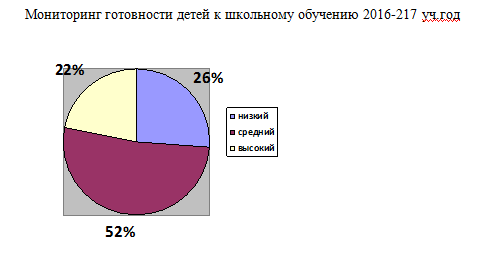 Мониторинг готовности детей к школьному обучению 2016-217 уч.год
22%
26%
низкий
средний
высокий
52%